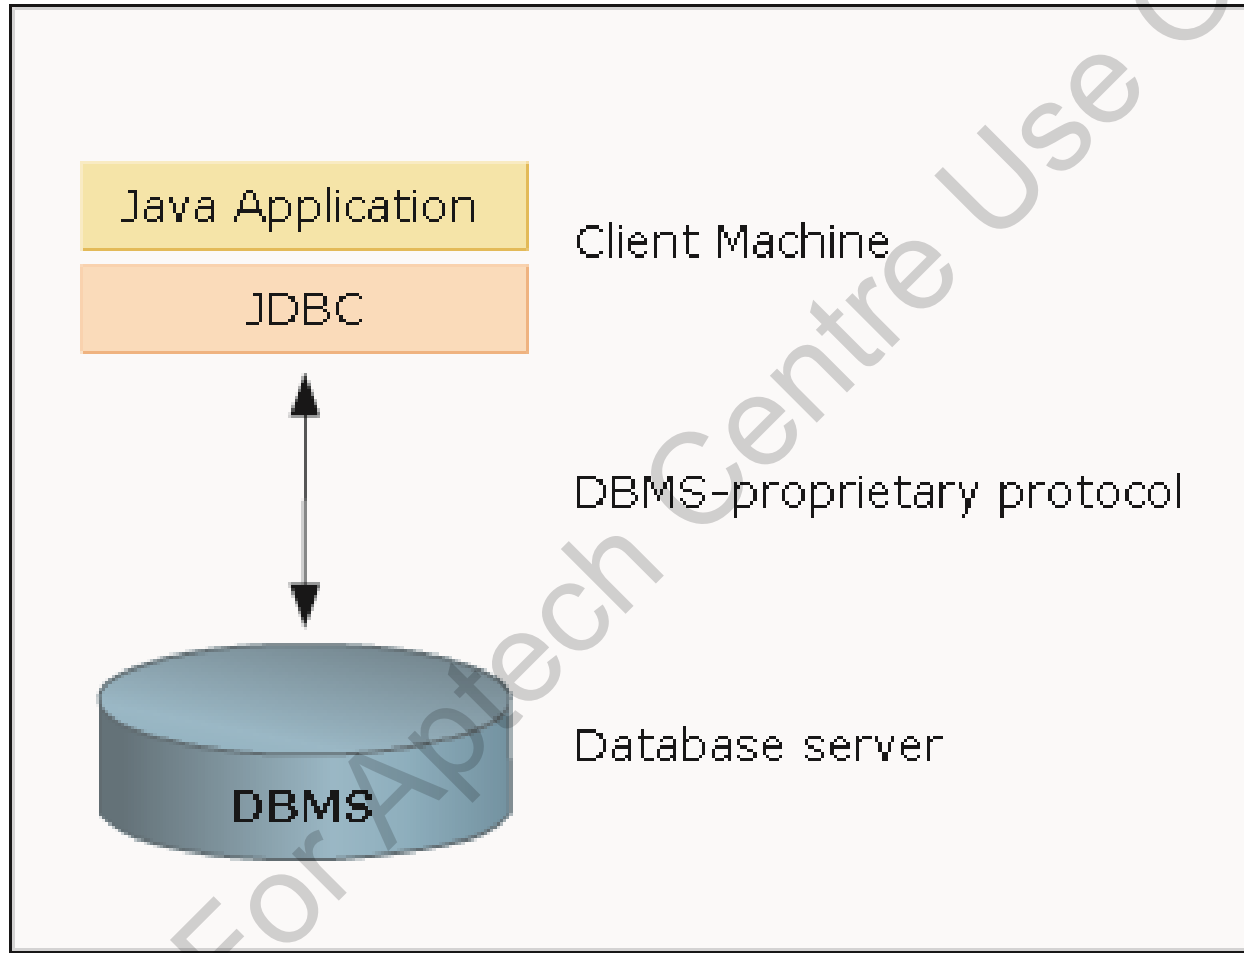 Java Application
Client Machine
JDBC
DBMS-proprietary protocol
Database server
DBMS
For Aptech Centre Use